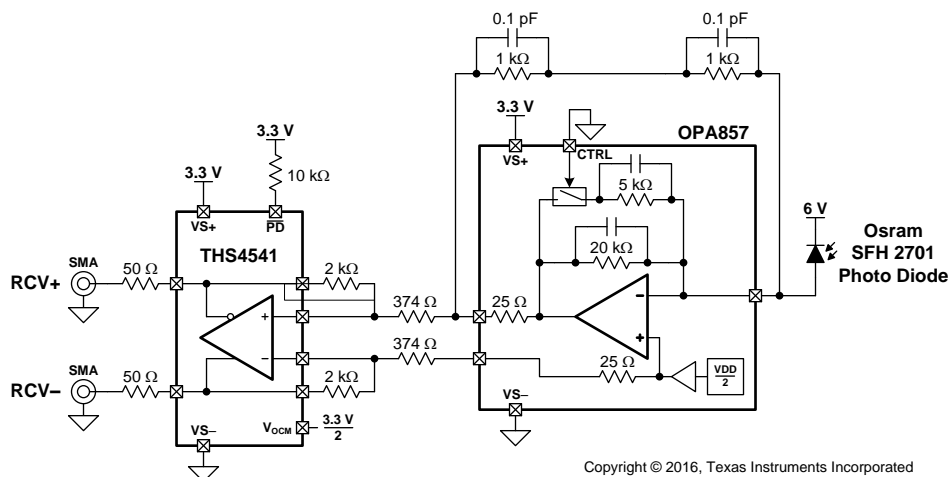 0.1 pF
0.1 pF
1 kΩ
1 kΩ
3.3 V
OPA857
VS+
CTRL
3.3 V
10 kΩ
3.3 V
5 kΩ
6 V
VS+
PD
20 kΩ
Osram
SFH 2701
Photo Diode
THS4541
RCV+
SMA
50 Ω
2 kΩ
374 Ω
25 Ω
+
−
−
+
374 Ω
RCV−
SMA
50 Ω
2 kΩ
25 Ω
VDD
2
VS−
VOCM
3.3 V
2
VS−
Copyright © 2016, Texas Instruments Incorporated